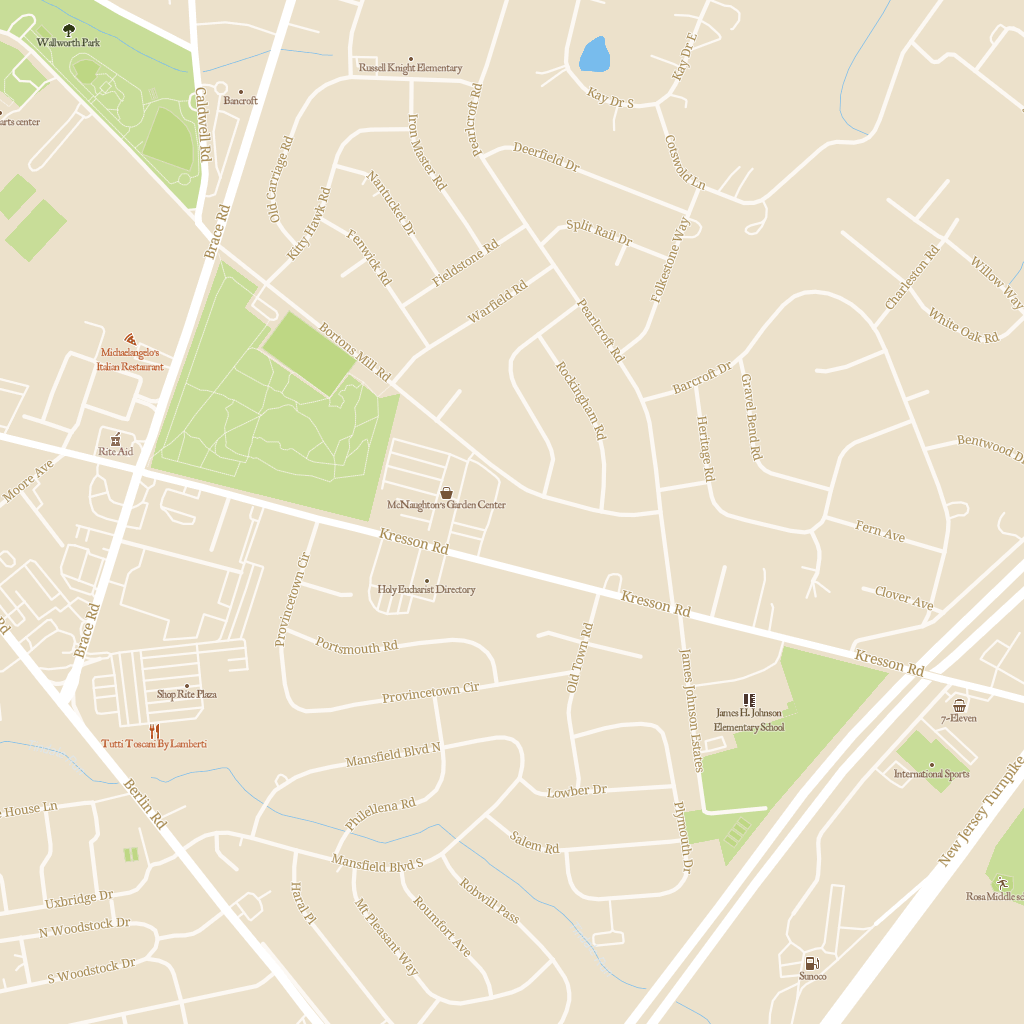 Wallworth Park
Russell Knight Elementary
Kay Dr E
Bancroft
Kay Dr S
arts center
Caldwell Rd
Pearlcroft Rd
Iron Master Rd
Deerfield Dr
Cotswold Ln
Old Carriage Rd
Nantucket Dr
Kitty Hawk Rd
Brace Rd
Split Rail Dr
Fenwick Rd
Fieldstone Rd
Folkestone Way
Charleston Rd
Willow Way
Warfield Rd
White Oak Rd
Pearlcroft Rd
Bortons Mill Rd
Michaelangelo's
Italian Restaurant
Barcroft Dr
Rockingham Rd
Gravel Bend Rd
Heritage Rd
Rite Aid
Bentwood Dr
Moore Ave
McNaughton's Garden Center
Fern Ave
Kresson Rd
Holy Eucharist Directory
Provincetown Cir
Clover Ave
Kresson Rd
Rd
Brace Rd
Portsmouth Rd
Old Town Rd
Kresson Rd
Shop Rite Plaza
Provincetown Cir
James Johnson Estates
James H. Johnson
Elementary School
7-Eleven
Tutti Toscani By Lamberti
Mansfield Blvd N
International Sports
Lowber Dr
Berlin Rd
e House Ln
Philellena Rd
New Jersey Turnpike
Plymouth Dr
Salem Rd
Mansfield Blvd S
Rosa Middle sc
Uxbridge Dr
Haral Pl
Robwill Pass
N Woodstock Dr
Mt Pleasant Way
Roumfort Ave
S Woodstock Dr
Sunoco